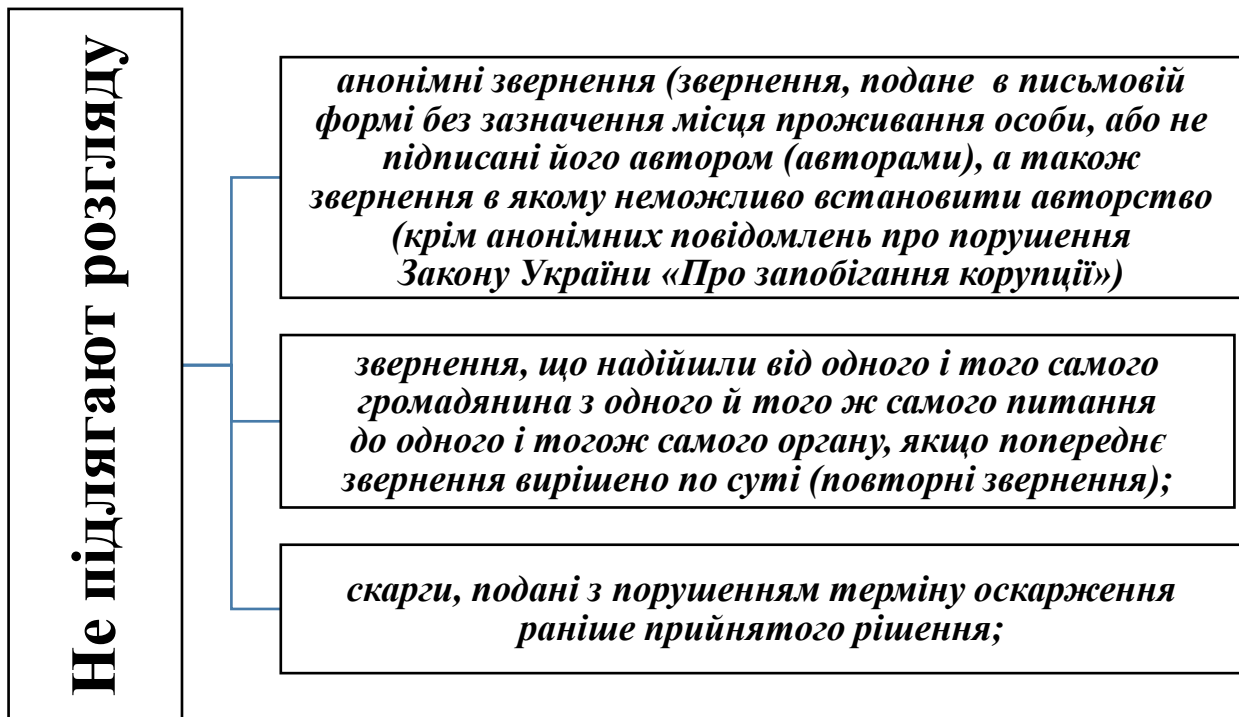 Не підлягают розгляду
анонімні звернення (звернення, подане в письмовій
формі без зазначення місця проживання особи, або не
підписані його автором (авторами), а також
звернення в якому неможливо встановити авторство
(крім анонімних повідомлень про порушення
Закону України «Про запобігання корупції»)
звернення, що надійшли від одного і того самого
громадянина з одного й того ж самого питання
до одного і тогож самого органу, якщо попереднє
звернення вирішено по суті (повторні звернення);
скарги, подані з порушенням терміну оскарження
раніше прийнятого рішення;